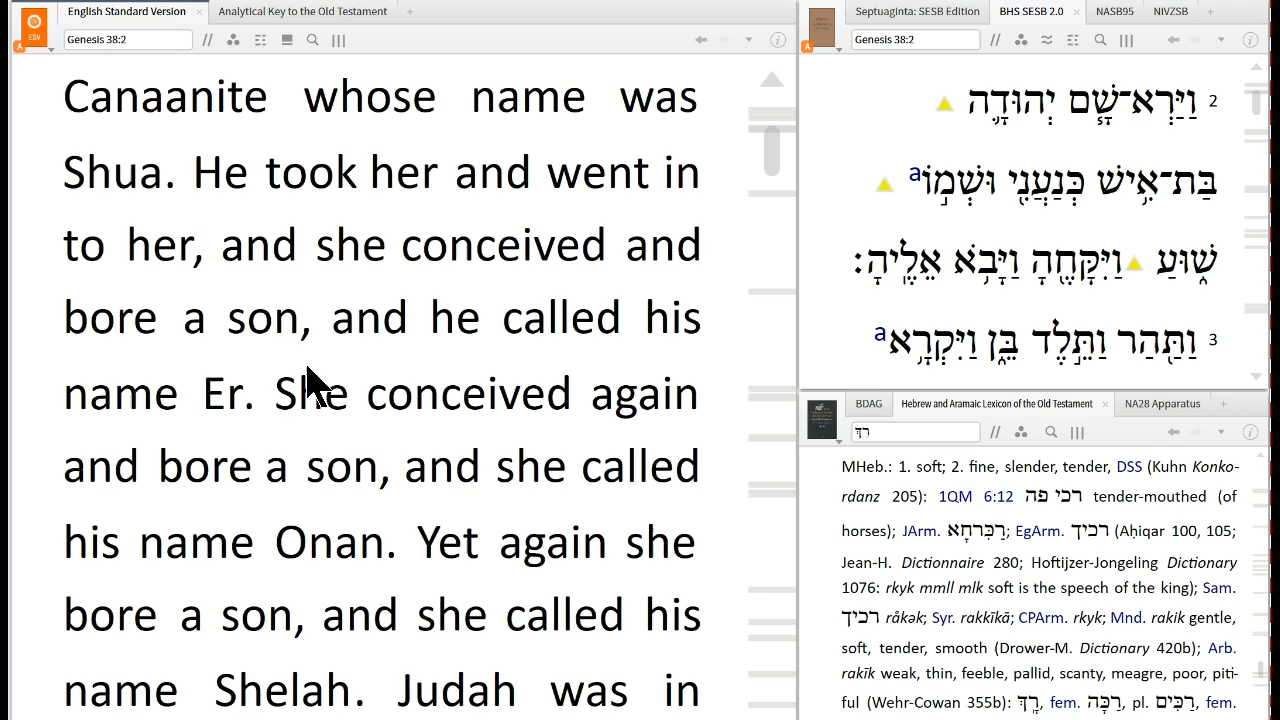 English Standard Version
Analytical Key to the Old Testament
ESV
A
Genesis 38:2
Canaanite whose name was
Shua. He took her and went in
to her, and she conceived and
bore a son, and he called his
name Er. She conceived again
and bore a son, and she called
his name Onan. Yet again she
bore a son, and she called his
name Shelah. Judah was in
Septuaginta: SESB Edition
BHS SESB 2.0
NASB95
NIVZSB
A
Genesis 38:2
2 וַיַּרְא־שָׁ֧ם יְהוּדָ֛ה
בַּת־אִ֥ישׁ כְּנַעֲנִ֖י וּשְׁמ֣וֹ a
שׁ֑וּעַ וַיִּקָּחֶ֖הָ וַיָּבֹ֥א אֵלֶֽיהָ׃
3 וַתַּ֖הַר וַתֵּ֣לֶד בֵּ֑ן וַיִּקְרָ֥א a
BDAG
Hebrew and Aramaic Lexicon of the Old Testament
NA28 Apparatus
רךְ
MHeb.: 1. soft; 2. fine, slender, tender, DSS (Kuhn Konko-
rdanz 205): 1QM 6:12 רכי פה tender-mouthed (of
horses); JArm. רַכִּרחָא; EgArm. רכיך (Aḥiqar 100, 105;
Jean-H. Dictionnaire 280; Hoftijzer-Jongeling Dictionary
1076: rkyk mmll mlk soft is the speech of the king); Sam.
רכיך råkək; Syr. rakkīkā; CPArm. rkyk; Mnd. rakik gentle,
soft, tender, smooth (Drower-M. Dictionary 420b); Arb.
rakīk weak, thin, feeble, pallid, scanty, meagre, poor, piti-
ful (Wehr-Cowan 355b): רָךְ, fem. רַכָּה, pl. רַכִּים, fem.